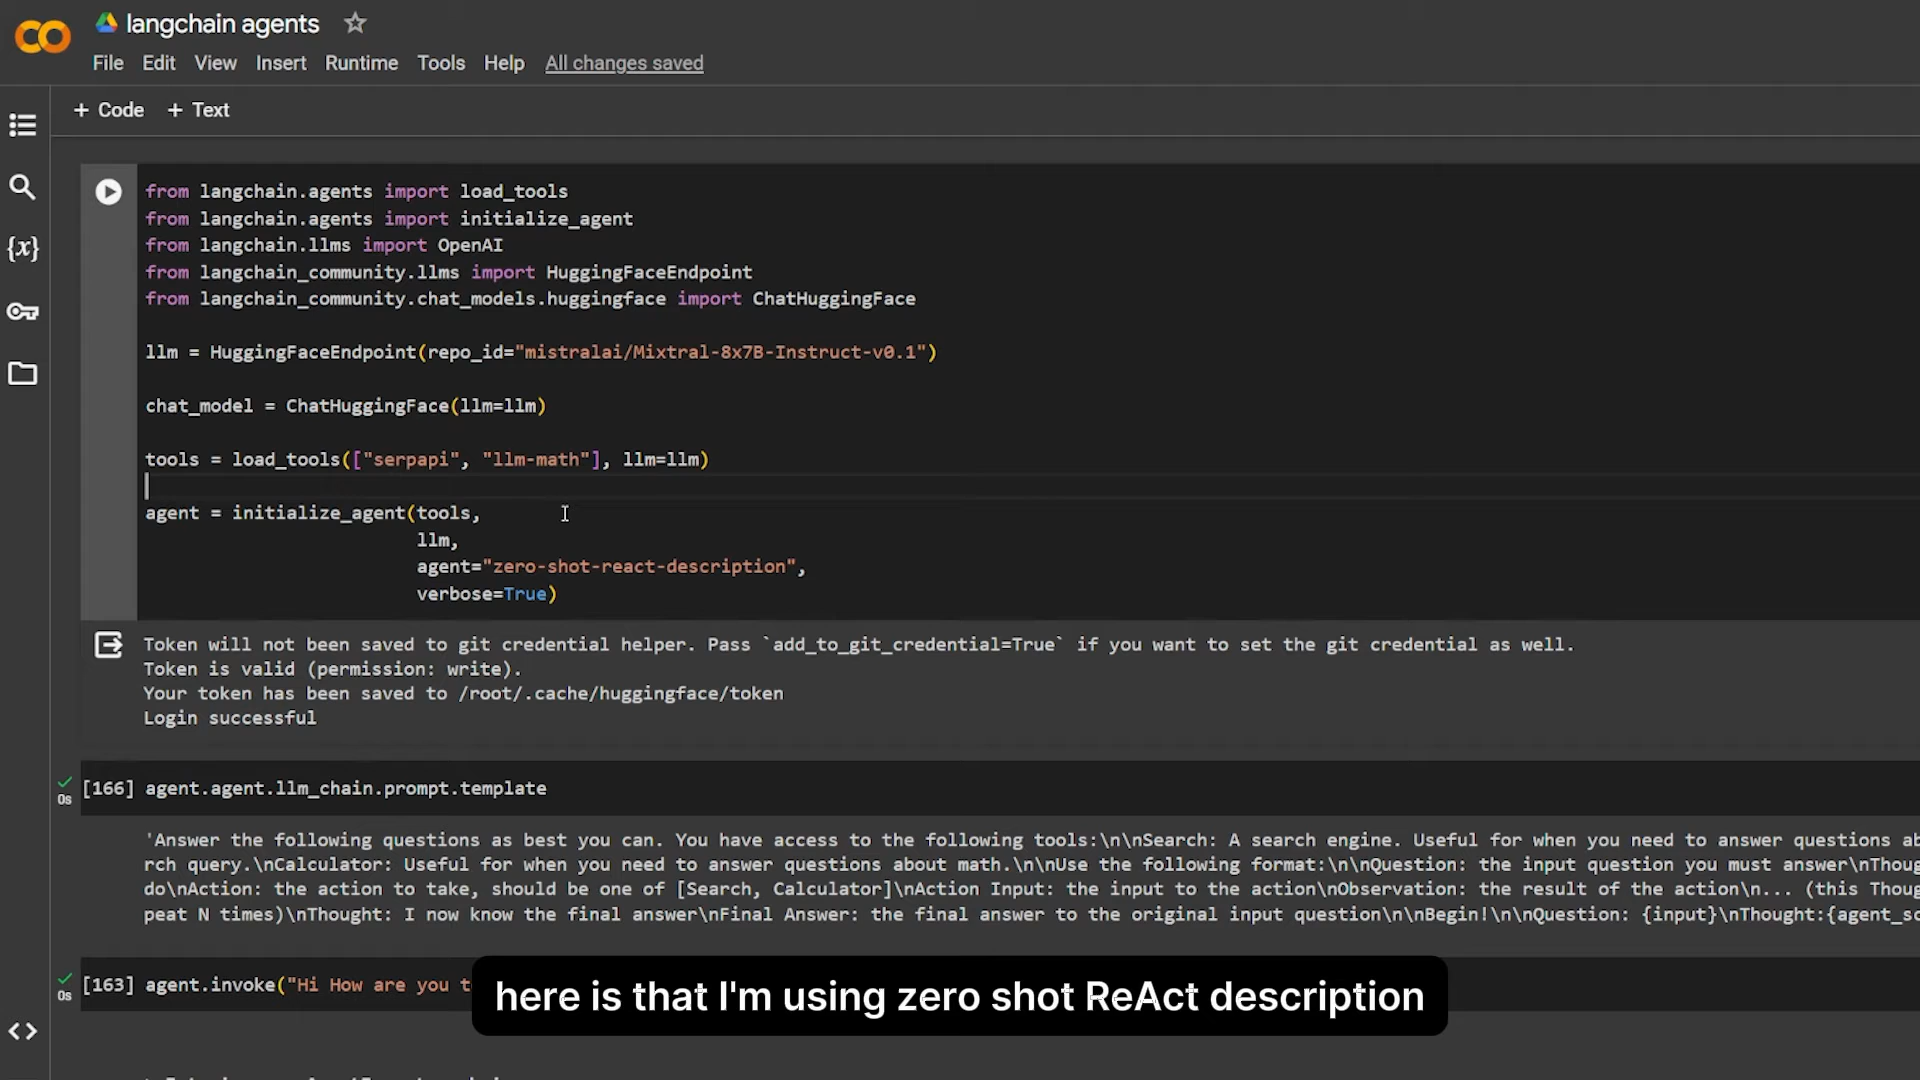 langchain agents
File Edit View Insert Runtime Tools Help All changes saved
+ Code + Text
from langchain.agents import load_tools
from langchain.agents import initialize_agent
from langchain.llms import OpenAI
from langchain_community.llms import HuggingFaceEndpoint
from langchain_community.chat_models.huggingface import ChatHuggingFace
llm = HuggingFaceEndpoint(repo_id="mistralai/Mixtral-8x7B-Instruct-v0.1")
chat_model = ChatHuggingFace(llm=llm)
tools = load_tools(["serpapi", "llm-math"], llm=llm)
agent = initialize_agent(tools,
llm,
agent="zero-shot-react-description",
verbose=True)
Token will not been saved to git credential helper. Pass `add_to_git_credential=True` if you want to set the git credential as well.
Token is valid (permission: write).
Your token has been saved to /root/.cache/huggingface/token
Login successful
0s [166] agent.agent.llm_chain.prompt.template
'Answer the following questions as best you can. You have access to the following tools:\n\nSearch: A search engine. Useful for when you need to answer questions ab
rch query.\nCalculator: Useful for when you need to answer questions about math.\n\nUse the following format:\n\nQuestion: the input question you must answer\nThoug
do\nAction: the action to take, should be one of [Search, Calculator]\nAction Input: the input to the action\nObservation: the result of the action\n... (this Thoug
peat N times)\nThought: I now know the final answer\nFinal Answer: the final answer to the original input question\n\nBegin!\n\nQuestion: {input}\nThought:{agent_sc
0s [163] agent.invoke("Hi How are you t
here is that I'm using zero shot ReAct description